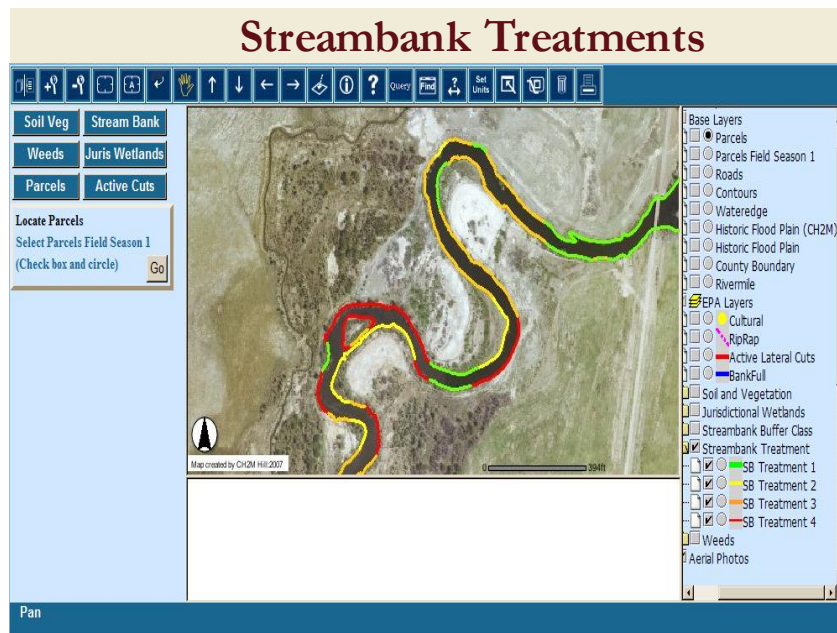 Streambank Treatments
A
?
Query
Find
?
Set
Units
Soil Veg
Stream Bank
Weeds
Juris Wetlands
Parcels
Active Cuts
Locate Parcels
Select Parcels Field Season 1
(Check box and circle)
Go
Map created by CH2M Hill:2007
0
394ft
Base Layers
Parcels
Parcels Field Season 1
Roads
Contours
Wateredge
Historic Flood Plain (CH2M)
Historic Flood Plain
County Boundary
Rivermile
EPA Layers
Cultural
RipRap
Active Lateral Cuts
BankFull
Soil and Vegetation
Jurisdictional Wetlands
Streambank Buffer Class
Streambank Treatment
SB Treatment 1
SB Treatment 2
SB Treatment 3
SB Treatment 4
Weeds
Aerial Photos
Pan